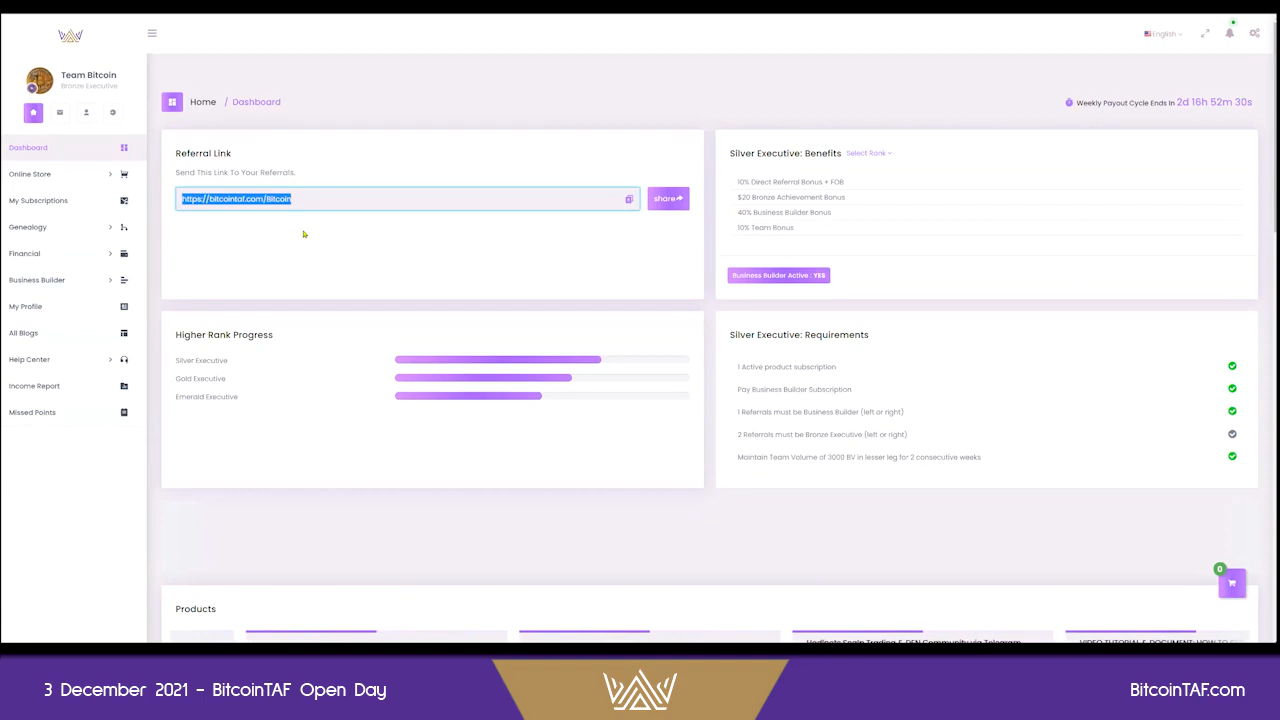 English
Team Bitcoin
Bronze Executive
Home / Dashboard
Weekly Payout Cycle Ends In 2d 16h 52m 30s
Dashboard
Online Store
My Subscriptions
Genealogy
Financial
Business Builder
My Profile
All Blogs
Help Center
Income Report
Missed Points
Referral Link
Send This Link To Your Referrals.
https://bitcointaf.com/Bitcoin
share
Silver Executive: Benefits Select Rank
10% Direct Referral Bonus + FOB
$20 Bronze Achievement Bonus
40% Business Builder Bonus
10% Team Bonus
Business Builder Active : YES
Higher Rank Progress
Silver Executive
Gold Executive
Emerald Executive
Silver Executive: Requirements
1 Active product subscription
Pay Business Builder Subscription
1 Referrals must be Business Builder (left or right)
2 Referrals must be Bronze Executive (left or right)
Maintain Team Volume of 3000 BV in lesser leg for 2 consecutive weeks
0
Products
3 December 2021 - BitcoinTAF Open Day
BitcoinTAF.com